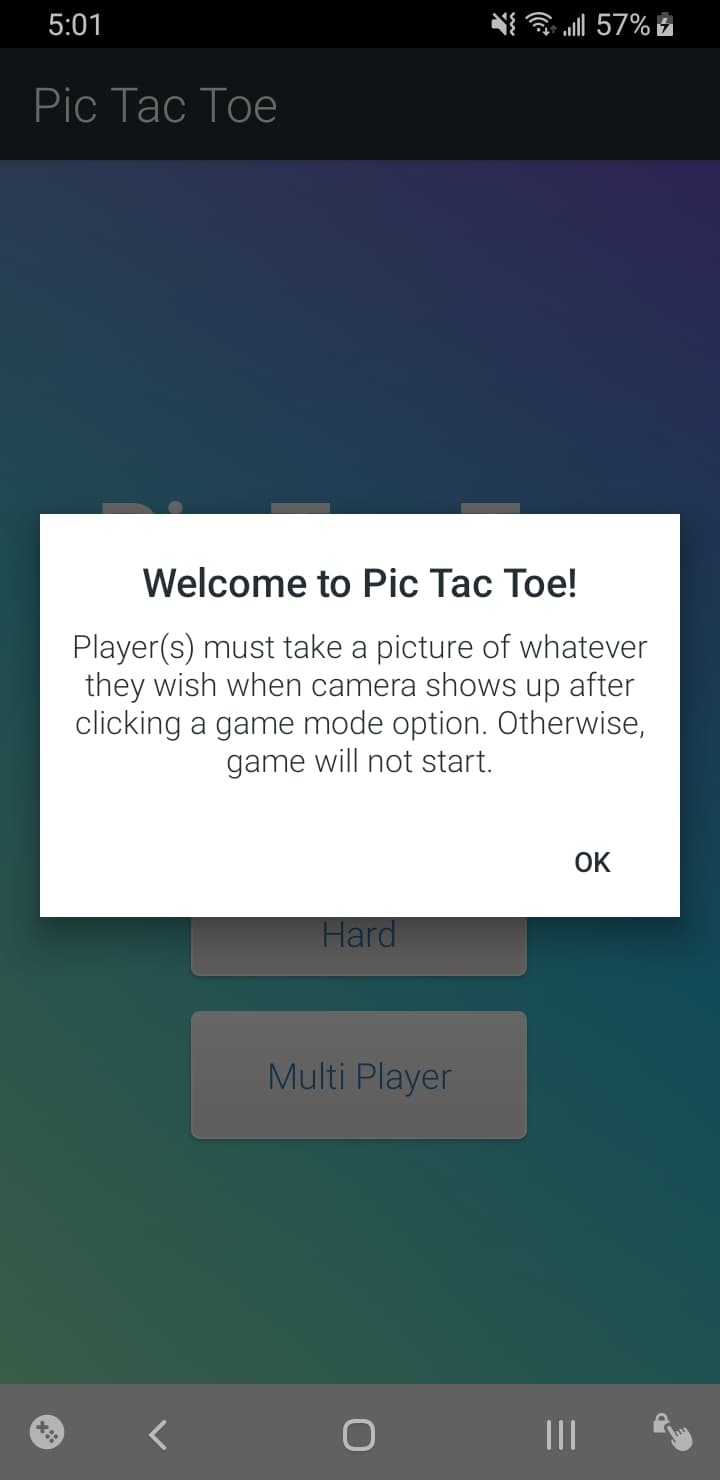 5:01 57%
Pic Tac Toe
Welcome to Pic Tac Toe!
Player(s) must take a picture of whatever
they wish when camera shows up after
clicking a game mode option. Otherwise,
game will not start.
OK
Hard
Multi Player